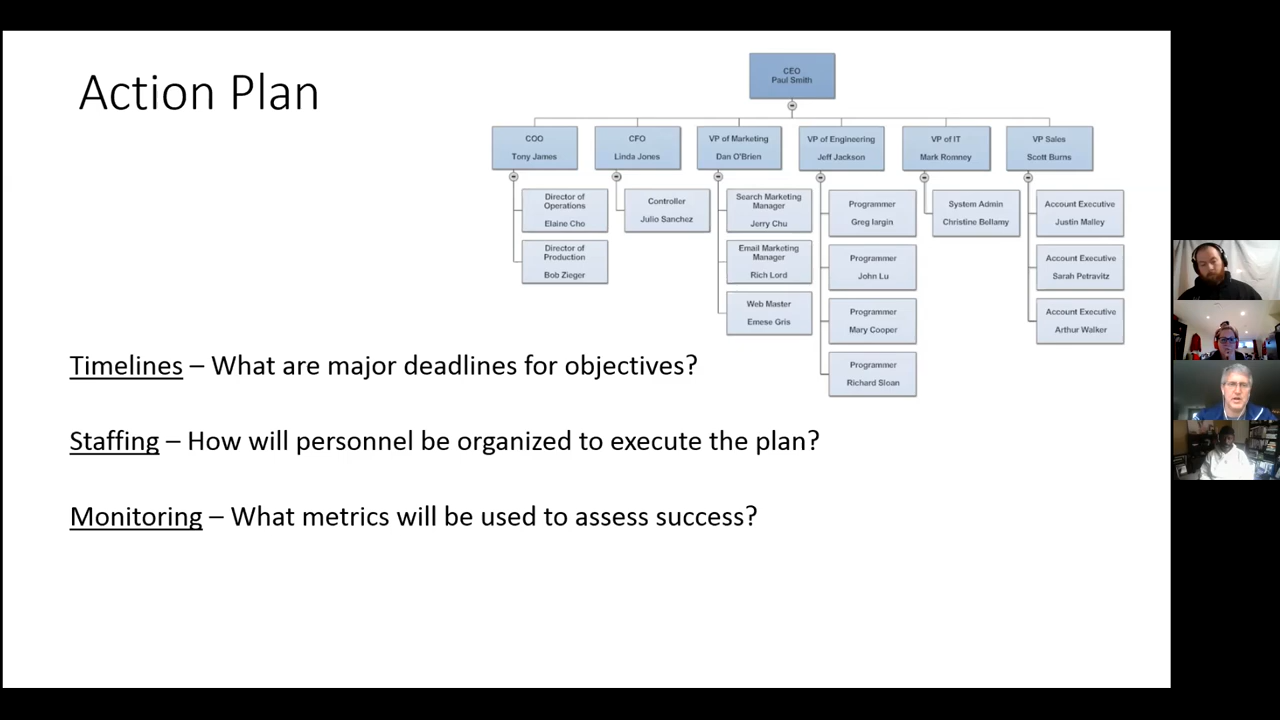 Action Plan
CEO
Paul Smith
COO
Tony James
CFO
Linda Jones
VP of Marketing
Dan O'Brien
VP of Engineering
Jeff Jackson
VP of IT
Mark Romney
VP Sales
Scott Burns
Director of
Operations
Elaine Cho
Director of
Production
Bob Zieger
Controller
Julio Sanchez
Search Marketing
Manager
Jerry Chu
Email Marketing
Manager
Rich Lord
Web Master
Emese Gris
Programmer
Greg Iargin
Programmer
John Lu
Programmer
Mary Cooper
Programmer
Richard Sloan
System Admin
Christine Bellamy
Account Executive
Justin Malley
Account Executive
Sarah Petravitz
Account Executive
Arthur Walker
Timelines – What are major deadlines for objectives?
Staffing – How will personnel be organized to execute the plan?
Monitoring – What metrics will be used to assess success?